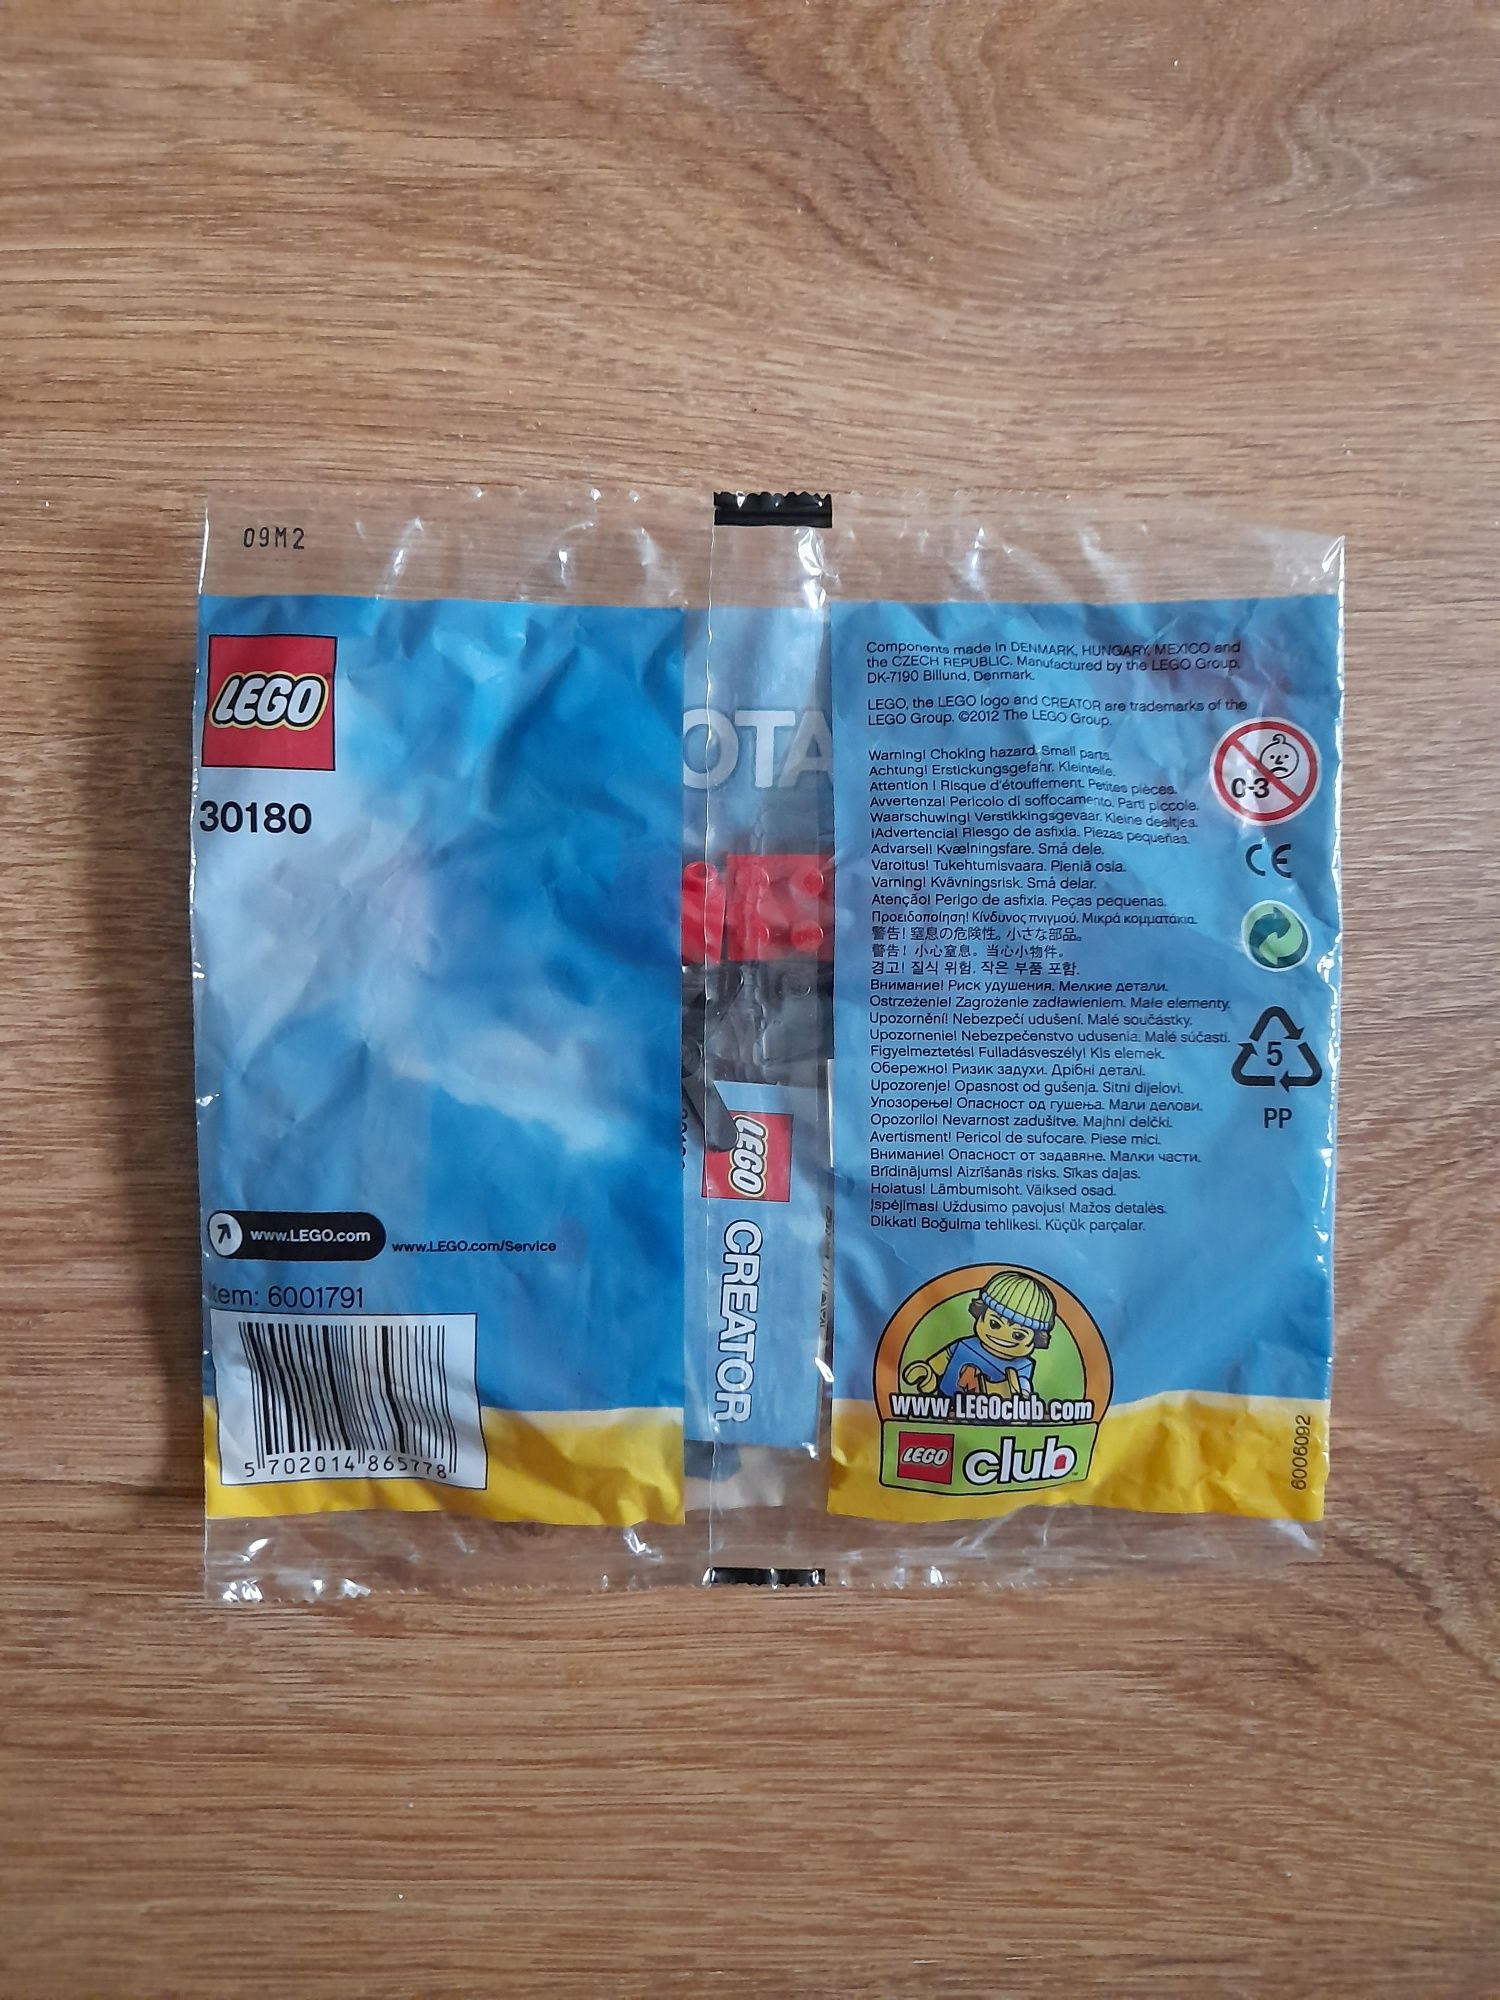 09M2
LEGO
30180
www.LEGO.com
www.LEGO.com/Service
Item: 6001791
5 702014 865778
OTA
LEGO
CREATOR
Components made in DENMARK, HUNGARY, MEXICO and
the CZECH REPUBLIC. Manufactured by the LEGO Group,
DK-7190 Billund, Denmark.
LEGO, the LEGO logo and CREATOR are trademarks of the
LEGO Group. ©2012 The LEGO Group.
Warning! Choking hazard. Small parts.
Achtung! Erstickungsgefahr. Kleinteile.
Attention ! Risque d'étouffement. Petites pièces.
Avvertenza! Pericolo di soffocamento. Parti piccole.
Waarschuwing! Verstikkingsgevaar. Kleine deeltjes.
¡Advertencia! Riesgo de asfixia. Piezas pequeñas.
Advarsel! Kvælningsfare. Små dele.
Varoitus! Tukehtumisvaara. Pieniä osia.
Varning! Kvävningsrisk. Små delar.
Atenção! Perigo de asfixia. Peças pequenas.
Προειδοποίηση! Κίνδυνος πνιγμού. Μικρά κομματάκια.
警告! 窒息の危険性。小さな部品。
警告! 小心窒息。当心小物件。
경고! 질식 위험. 작은 부품 포함.
Внимание! Риск удушения. Мелкие детали.
Ostrzeżenie! Zagrożenie zadławieniem. Małe elementy.
Upozornění! Nebezpečí udušení. Malé součástky.
Upozornenie! Nebezpečenstvo udusenia. Malé súčasti.
Figyelmeztetés! Fulladásveszély! Kis elemek.
Обережно! Ризик задухи. Дрібні деталі.
Upozorenje! Opasnost od gušenja. Sitni dijelovi.
Упозорење! Опасност од гушења. Мали делови.
Opozorilo! Nevarnost zadušitve. Majhni delčki.
Avertisment! Pericol de sufocare. Piese mici.
Внимание! Опасност от задавяне. Малки части.
Brīdinājums! Aizrīšanās risks. Sīkas daļas.
Hoiatus! Lämbumisoht. Väiksed osad.
Įspėjimas! Uždusimo pavojus! Mažos detalės.
Dikkat! Boğulma tehlikesi. Küçük parçalar.
0-3
CE
5
PP
www.LEGOclub.com
LEGO club
6006092